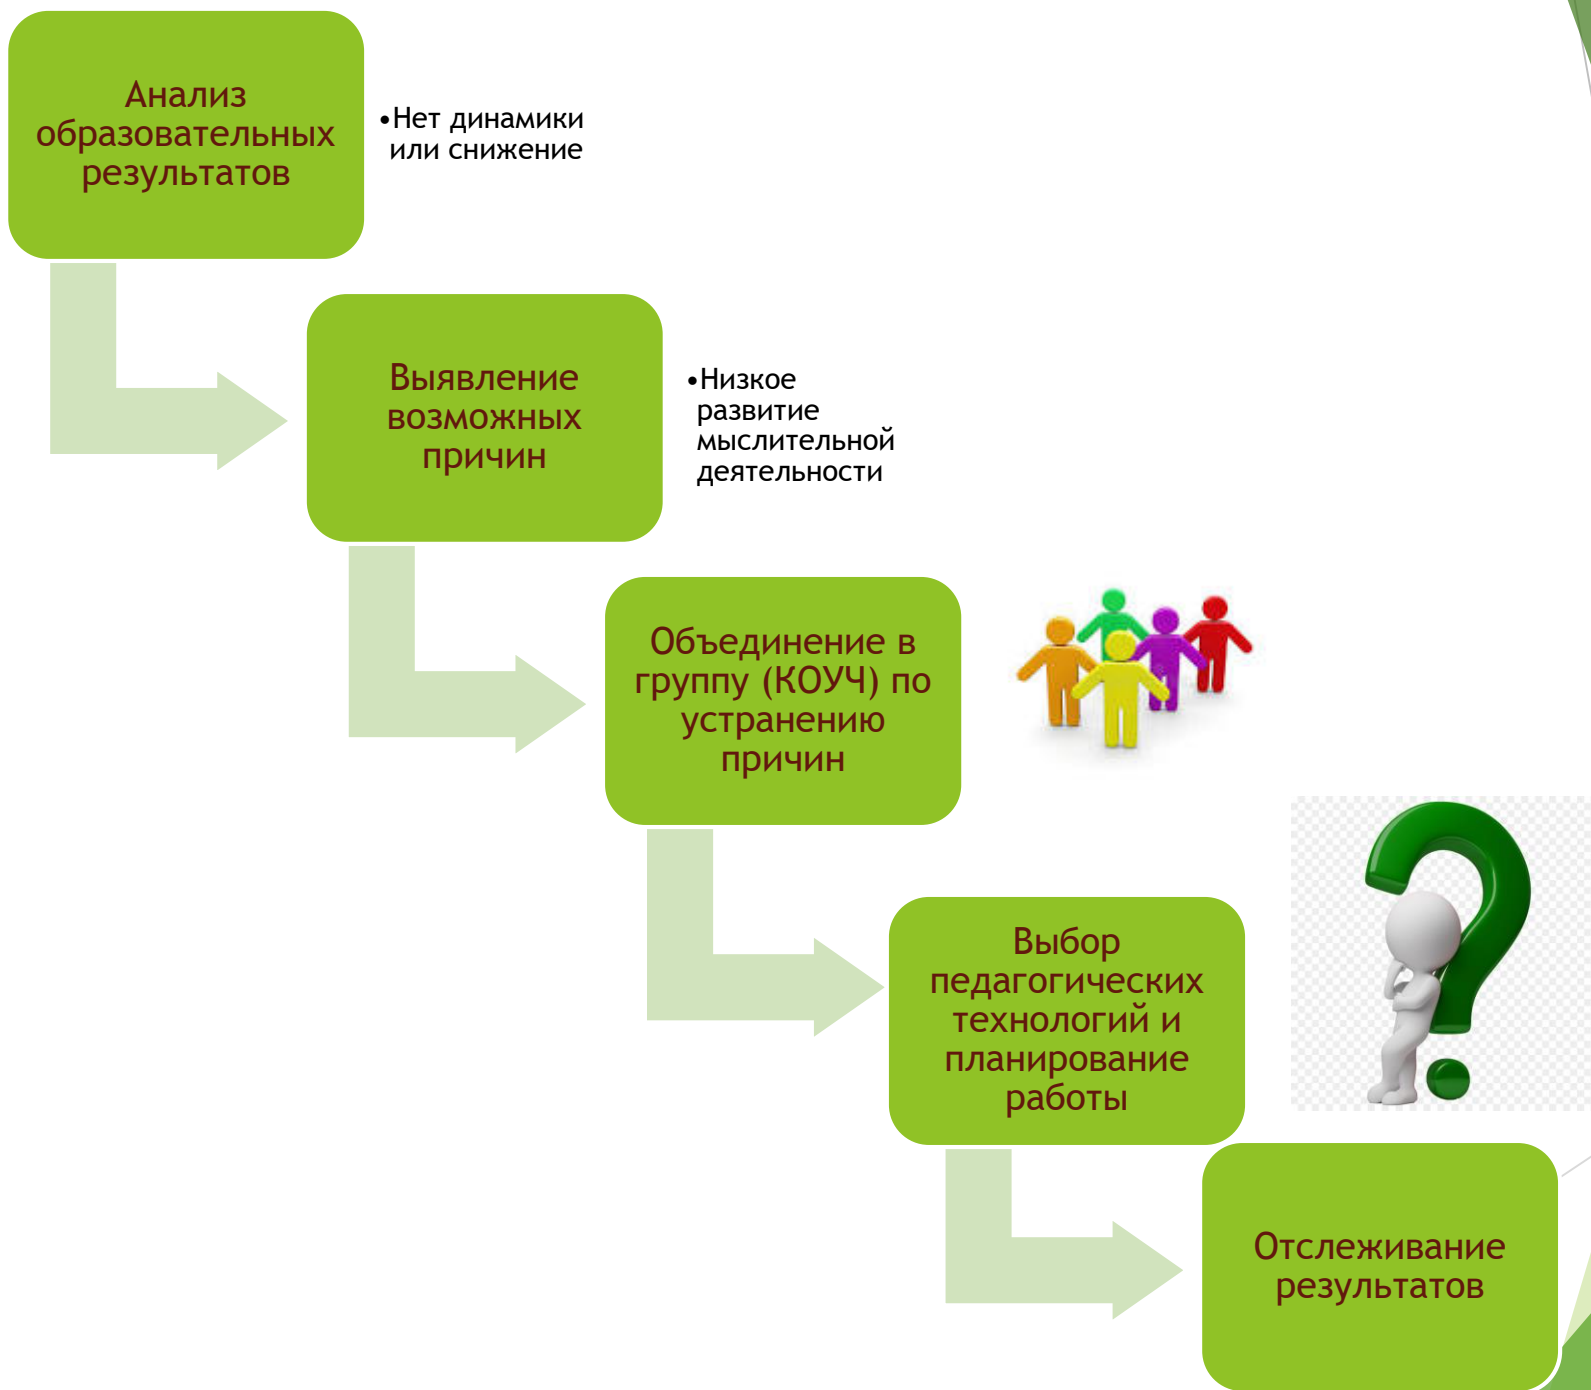 Анализ
образовательных
результатов
•Нет динамики
или снижение
Выявление
возможных
причин
•Низкое
развитие
мыслительной
деятельности
Объединение в
группу (КОУЧ) по
устранению
причин
Выбор
педагогических
технологий и
планирование
работы
Отслеживание
результатов